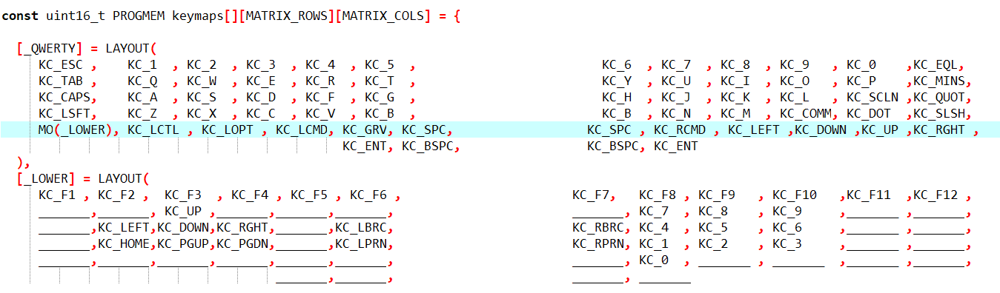 const uint16_t PROGMEM keymaps[][MATRIX_ROWS][MATRIX_COLS] = {
[_QWERTY] = LAYOUT(
KC_ESC , KC_1 , KC_2 , KC_3 , KC_4 , KC_5 , KC_6 , KC_7 , KC_8 , KC_9 , KC_0 ,KC_EQL,
KC_TAB , KC_Q , KC_W , KC_E , KC_R , KC_T , KC_Y , KC_U , KC_I , KC_O , KC_P ,KC_MINS,
KC_CAPS, KC_A , KC_S , KC_D , KC_F , KC_G , KC_H , KC_J , KC_K , KC_L , KC_SCLN ,KC_QUOT,
KC_LSFT, KC_Z , KC_X , KC_C , KC_V , KC_B , KC_B , KC_N , KC_M , KC_COMM, KC_DOT ,KC_SLSH,
MO(_LOWER), KC_LCTL , KC_LOPT , KC_LCMD, KC_GRV, KC_SPC, KC_SPC , KC_RCMD , KC_LEFT ,KC_DOWN ,KC_UP ,KC_RGHT ,
KC_ENT, KC_BSPC, KC_BSPC, KC_ENT
),
[_LOWER] = LAYOUT(
KC_F1 , KC_F2 , KC_F3 , KC_F4 , KC_F5 , KC_F6 , KC_F7, KC_F8 , KC_F9 , KC_F10 ,KC_F11 ,KC_F12 ,
_______,_______, KC_UP ,_______,_______,_______, _______, KC_7 , KC_8 , KC_9 ,_______ ,_______,
_______,KC_LEFT,KC_DOWN,KC_RGHT,_______,KC_LBRC, KC_RBRC, KC_4 , KC_5 , KC_6 ,_______ ,_______,
_______,KC_HOME,KC_PGUP,KC_PGDN,_______,KC_LPRN, KC_RPRN, KC_1 , KC_2 , KC_3 ,_______ ,_______,
_______,_______,_______,_______,_______,_______, _______, KC_0 , _______ , _______ ,_______ ,_______,
_______,_______, _______, _______